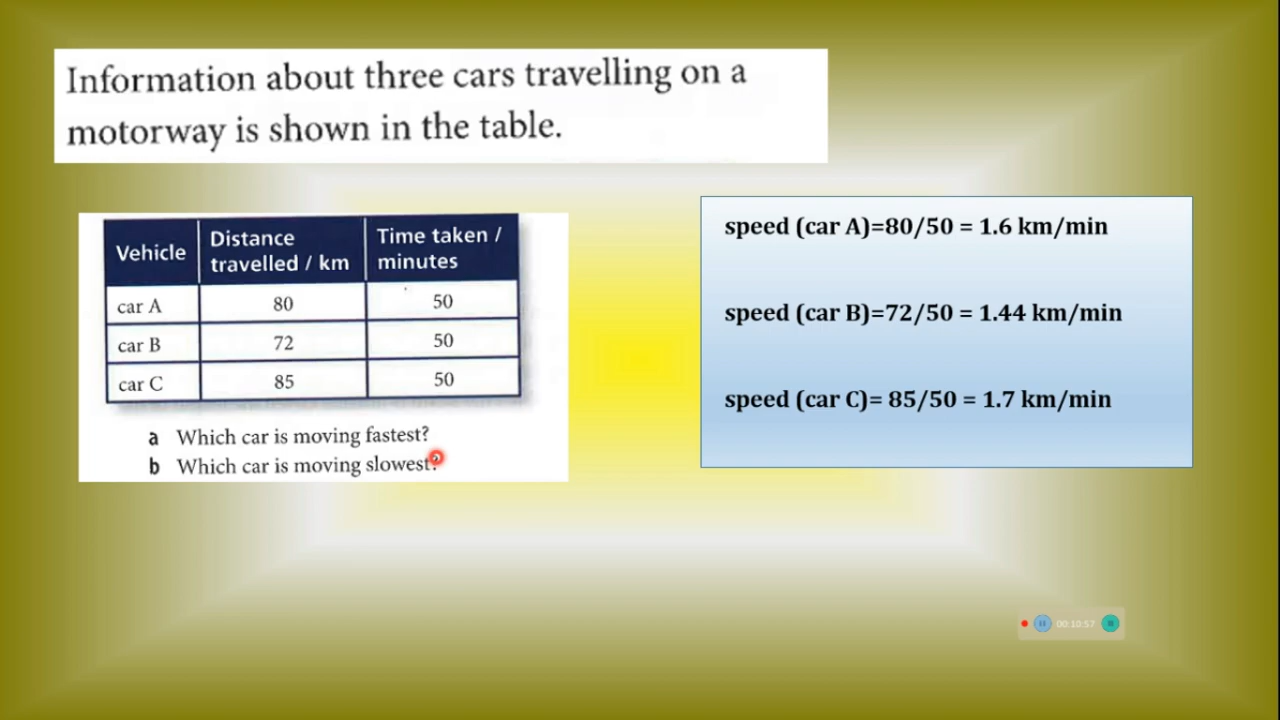 Information about three cars travelling on a
motorway is shown in the table.
Vehicle Distance travelled / km Time taken / minutes
car A 80 50
car B 72 50
car C 85 50
a Which car is moving fastest?
b Which car is moving slowest?
speed (car A)=80/50 = 1.6 km/min
speed (car B)=72/50 = 1.44 km/min
speed (car C)= 85/50 = 1.7 km/min
00:10:57